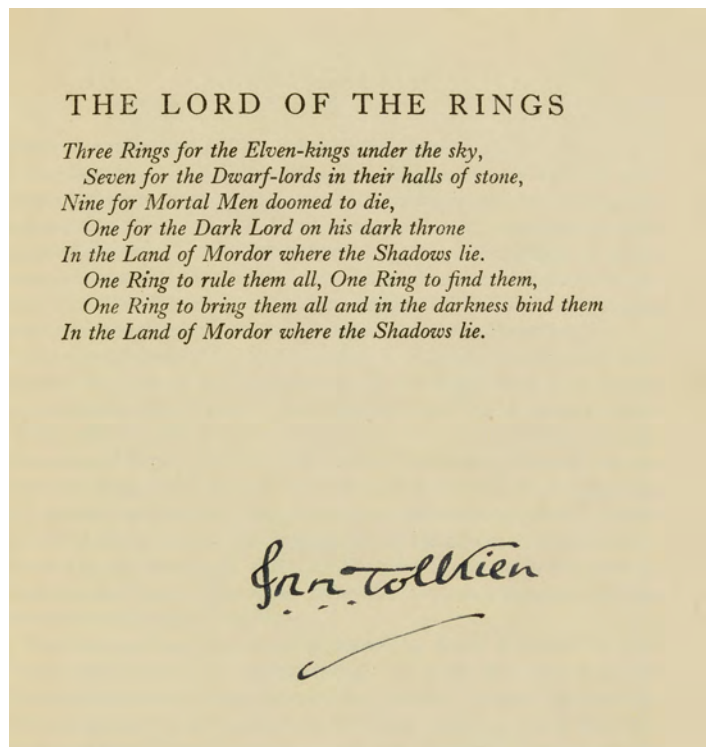 THE LORD OF THE RINGS
Three Rings for the Elven-kings under the sky,
Seven for the Dwarf-lords in their halls of stone,
Nine for Mortal Men doomed to die,
One for the Dark Lord on his dark throne
In the Land of Mordor where the Shadows lie.
One Ring to rule them all, One Ring to find them,
One Ring to bring them all and in the darkness bind them
In the Land of Mordor where the Shadows lie.
JRR Tolkien